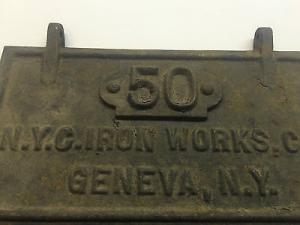 50
N.Y.C. IRON WORKS. C
GENEVA, N.Y.